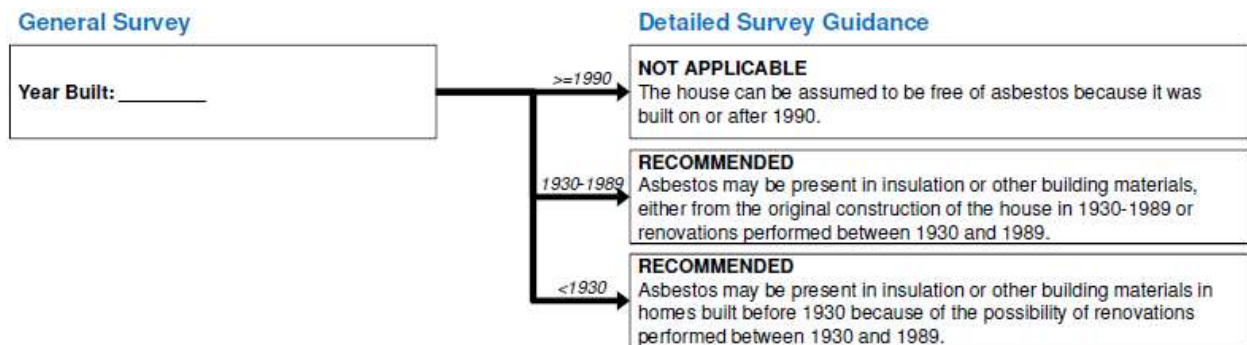 General Survey
Detailed Survey Guidance
Year Built: ________
>=1990
NOT APPLICABLE
The house can be assumed to be free of asbestos because it was
built on or after 1990.
1930-1989
RECOMMENDED
Asbestos may be present in insulation or other building materials,
either from the original construction of the house in 1930-1989 or
renovations performed between 1930 and 1989.
<1930
RECOMMENDED
Asbestos may be present in insulation or other building materials in
homes built before 1930 because of the possibility of renovations
performed between 1930 and 1989.